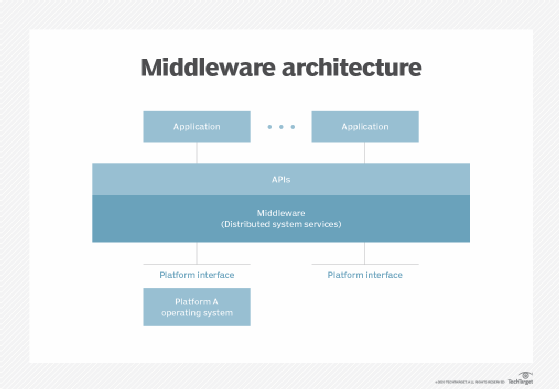 Middleware architecture
Application
Application
APIs
Middleware
(Distributed system services)
Platform interface
Platform interface
Platform A
operating system
TechTarget